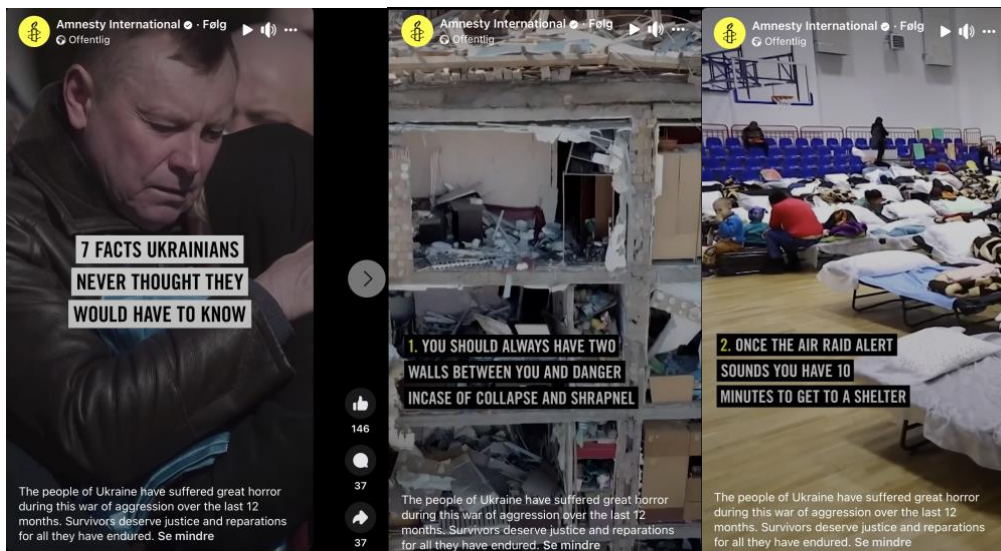 Amnesty International · Følg
Offentlig
7 FACTS UKRAINIANS
NEVER THOUGHT THEY
WOULD HAVE TO KNOW
146
37
37
The people of Ukraine have suffered great horror
during this war of aggression over the last 12
months. Survivors deserve justice and reparations
for all they have endured. Se mindre
Amnesty International · Følg
Offentlig
1. YOU SHOULD ALWAYS HAVE TWO
WALLS BETWEEN YOU AND DANGER
INCASE OF COLLAPSE AND SHRAPNEL
The people of Ukraine have suffered great horror
during this war of aggression over the last 12
months. Survivors deserve justice and reparations
for all they have endured. Se mindre
Amnesty International · Følg
Offentlig
2. ONCE THE AIR RAID ALERT
SOUNDS YOU HAVE 10
MINUTES TO GET TO A SHELTER
The people of Ukraine have suffered great horror
during this war of aggression over the last 12
months. Survivors deserve justice and reparations
for all they have endured. Se mindre